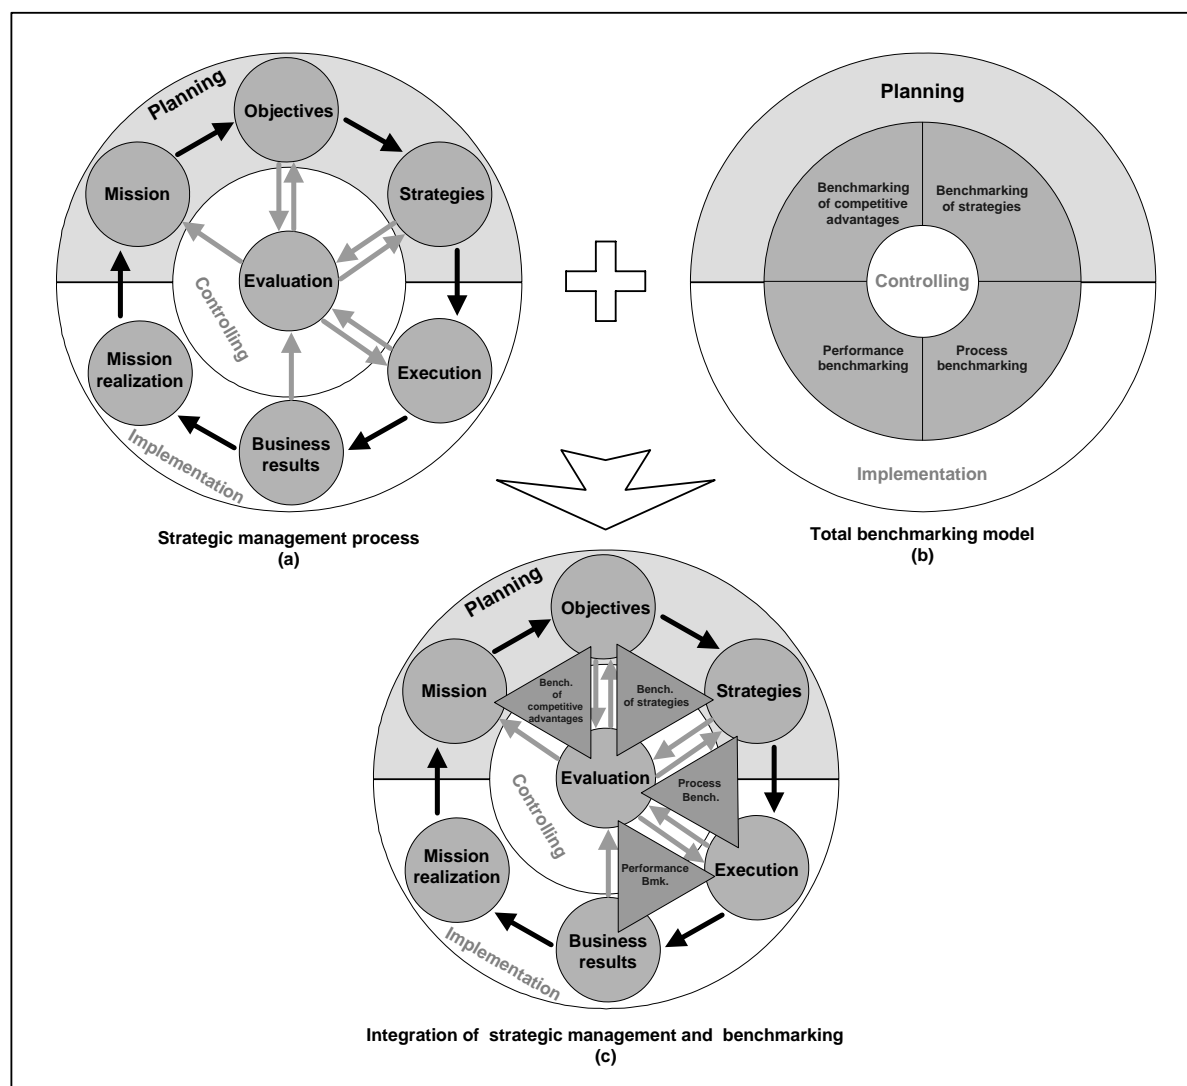 Planning
Objectives
Mission
Strategies
Evaluation
Controlling
Mission
realization
Execution
Business
results
Implementation
Strategic management process
(a)
Planning
Benchmarking
of competitive
advantages
Benchmarking
of strategies
Controlling
Performance
benchmarking
Process
benchmarking
Implementation
Total benchmarking model
(b)
Planning
Objectives
Mission
Bench.
of
competitive
advantages
Bench.
of strategies
Strategies
Evaluation
Process
Bench.
Controlling
Mission
realization
Performance
Bmk.
Execution
Business
results
Implementation
Integration of strategic management and benchmarking
(c)